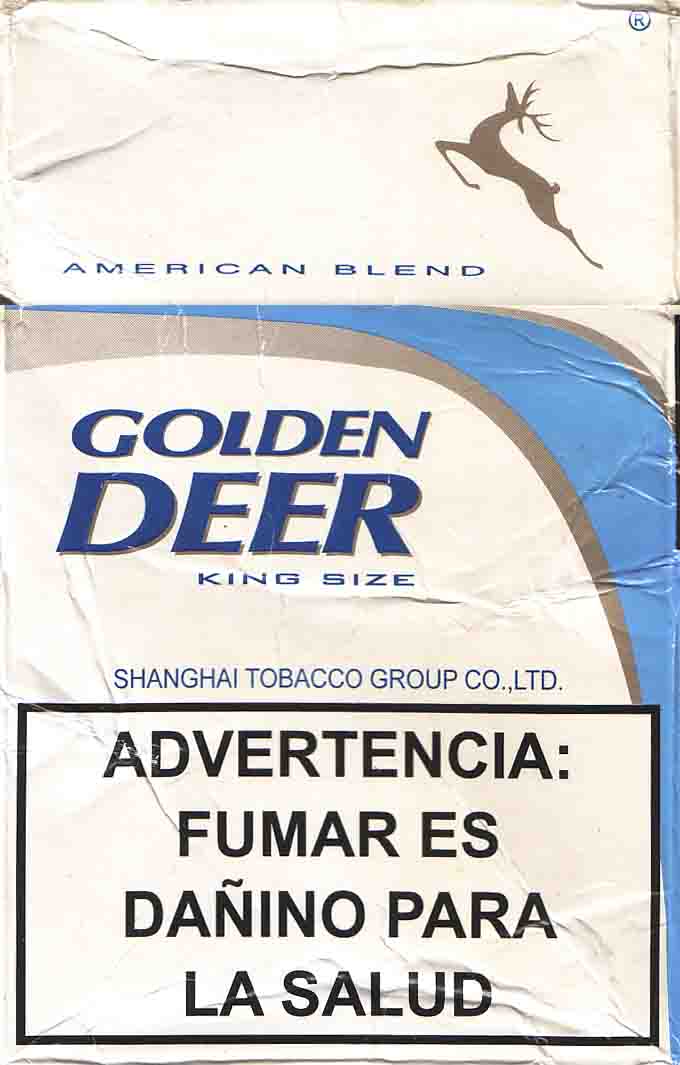 ®
AMERICAN BLEND
GOLDEN
DEER
KING SIZE
SHANGHAI TOBACCO GROUP CO.,LTD.
ADVERTENCIA:
FUMAR ES
DAÑINO PARA
LA SALUD